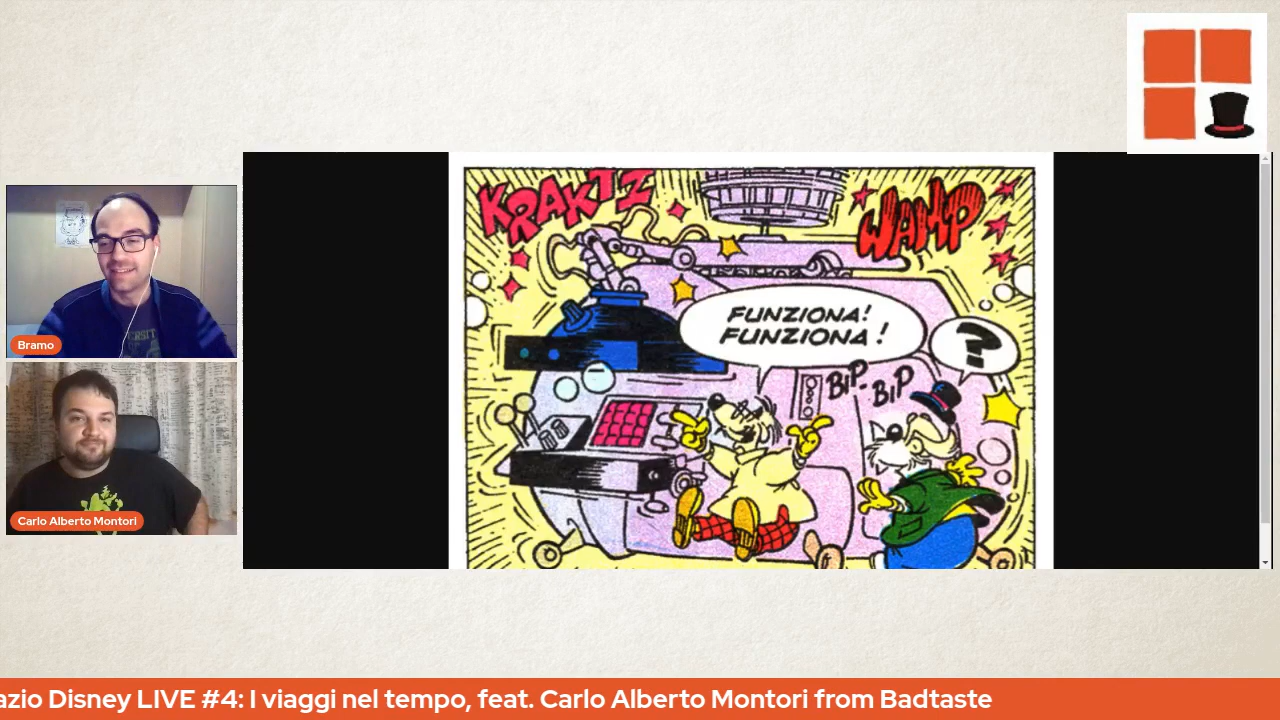 KRAKTZ
WAMP
FUNZIONA!
FUNZIONA!
?
BIP-
BIP
Bramo
Carlo Alberto Montori
azio Disney LIVE #4: I viaggi nel tempo, feat. Carlo Alberto Montori from Badtaste